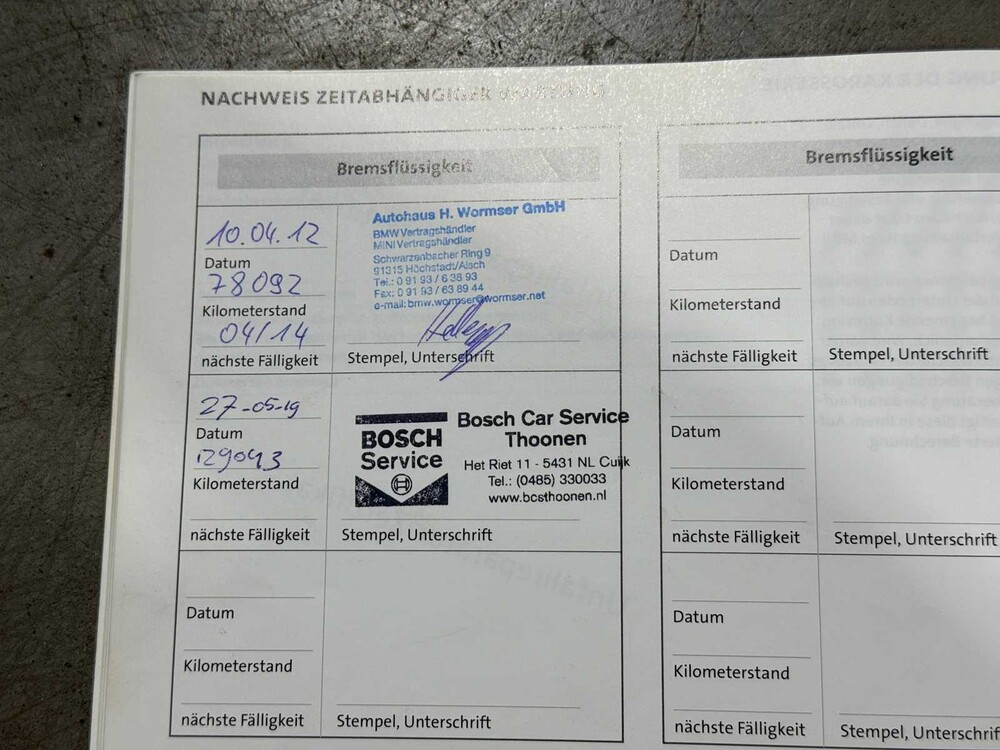 NACHWEIS ZEITABHÄNGIGER WARTUNG
Bremsflüssigkeit
10.04.12
Datum
78092
Kilometerstand
04/14
nächste Fälligkeit
Autohaus H. Wormser GmbH
BMW Vertragshändler
MINI Vertragshändler
Schwarzenbacher Ring 9
91315 Höchstadt/Aisch
Tel.: 0 91 93 / 6 38 93
Fax: 0 91 93 / 63 89 44
e-mail: bmw.wormser@wormser.net
Stempel, Unterschrift
27-05-19
Datum
129043
Kilometerstand
nächste Fälligkeit
BOSCH
Service
Bosch Car Service
Thoonen
Het Riet 11 - 5431 NL Cuijk
Tel.: (0485) 330033
www.bcsthoonen.nl
Stempel, Unterschrift
Datum
Kilometerstand
nächste Fälligkeit
Stempel, Unterschrift
Bremsflüssigkeit
Datum
Kilometerstand
nächste Fälligkeit
Stempel, Unterschrift
Datum
Kilometerstand
nächste Fälligkeit
Stempel, Unterschrift
Datum
Kilometerstand
nächste Fälligkeit
Stempel, Unterschrif